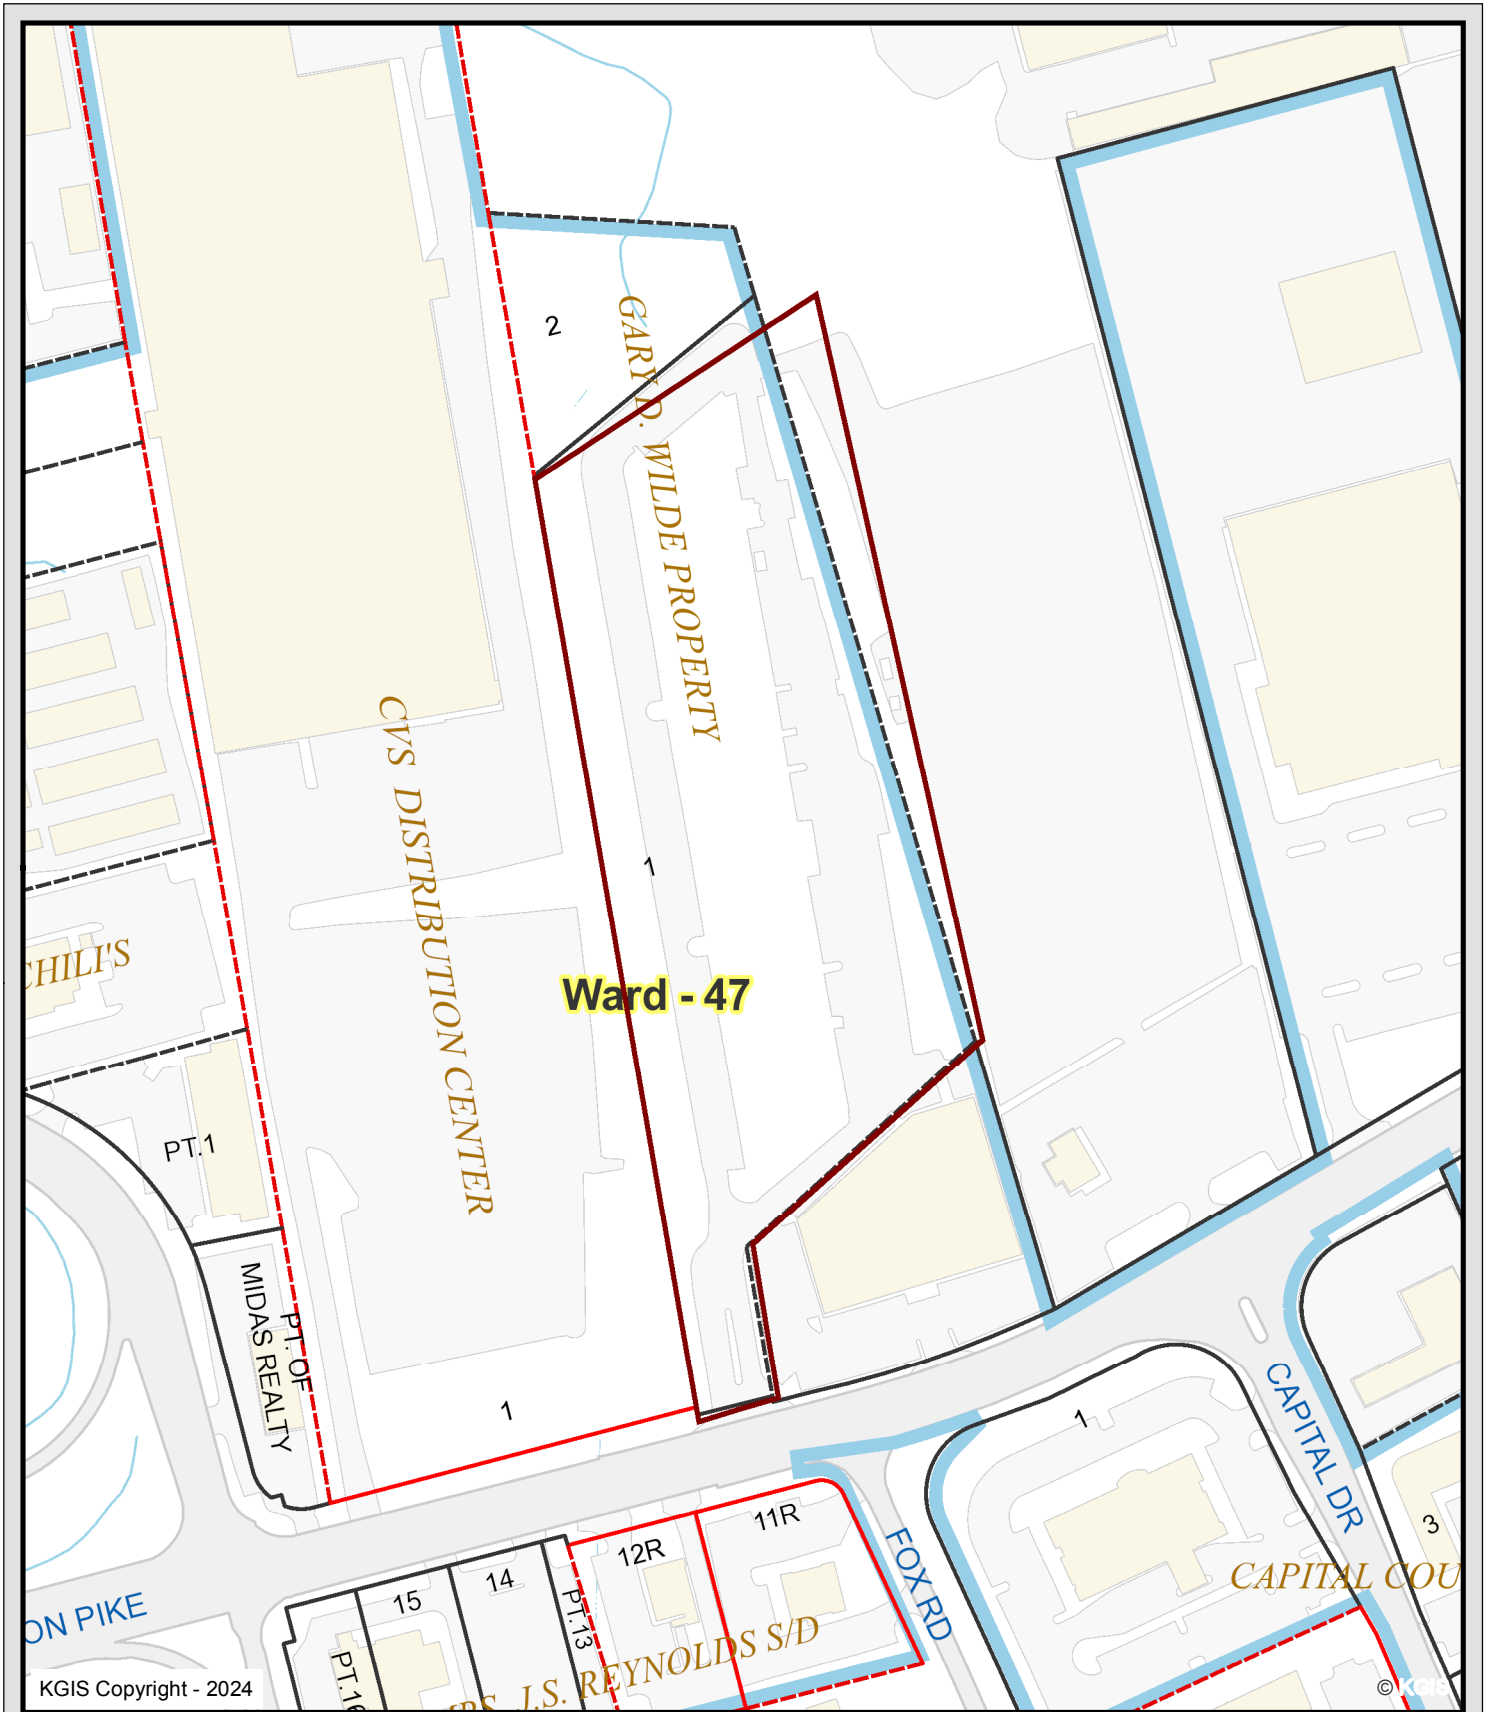 2
GARY D. WILDE PROPERTY
CVS DISTRIBUTION CENTER
1
CHILI'S
Ward - 47
PT.1
PT. OF
MIDAS REALTY
1
1
CAPITAL DR
11R
12R
FOX RD
3
14
15
PT.13
CAPITAL COU
ON PIKE
J.S. REYNOLDS S/D
PT.16
KGIS Copyright - 2024
© KGIS